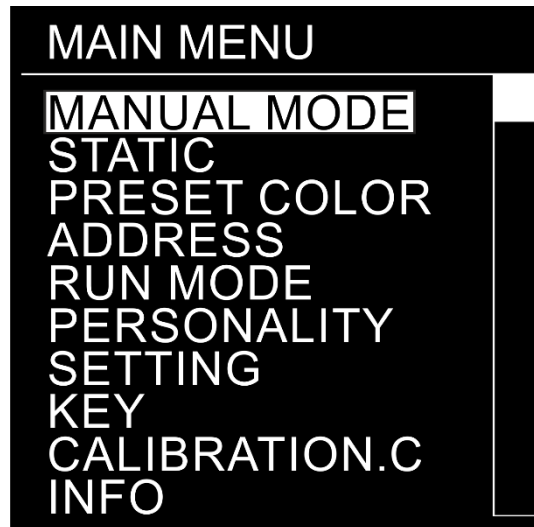 MAIN MENU
MANUAL MODE
STATIC
PRESET COLOR
ADDRESS
RUN MODE
PERSONALITY
SETTING
KEY
CALIBRATION.C
INFO